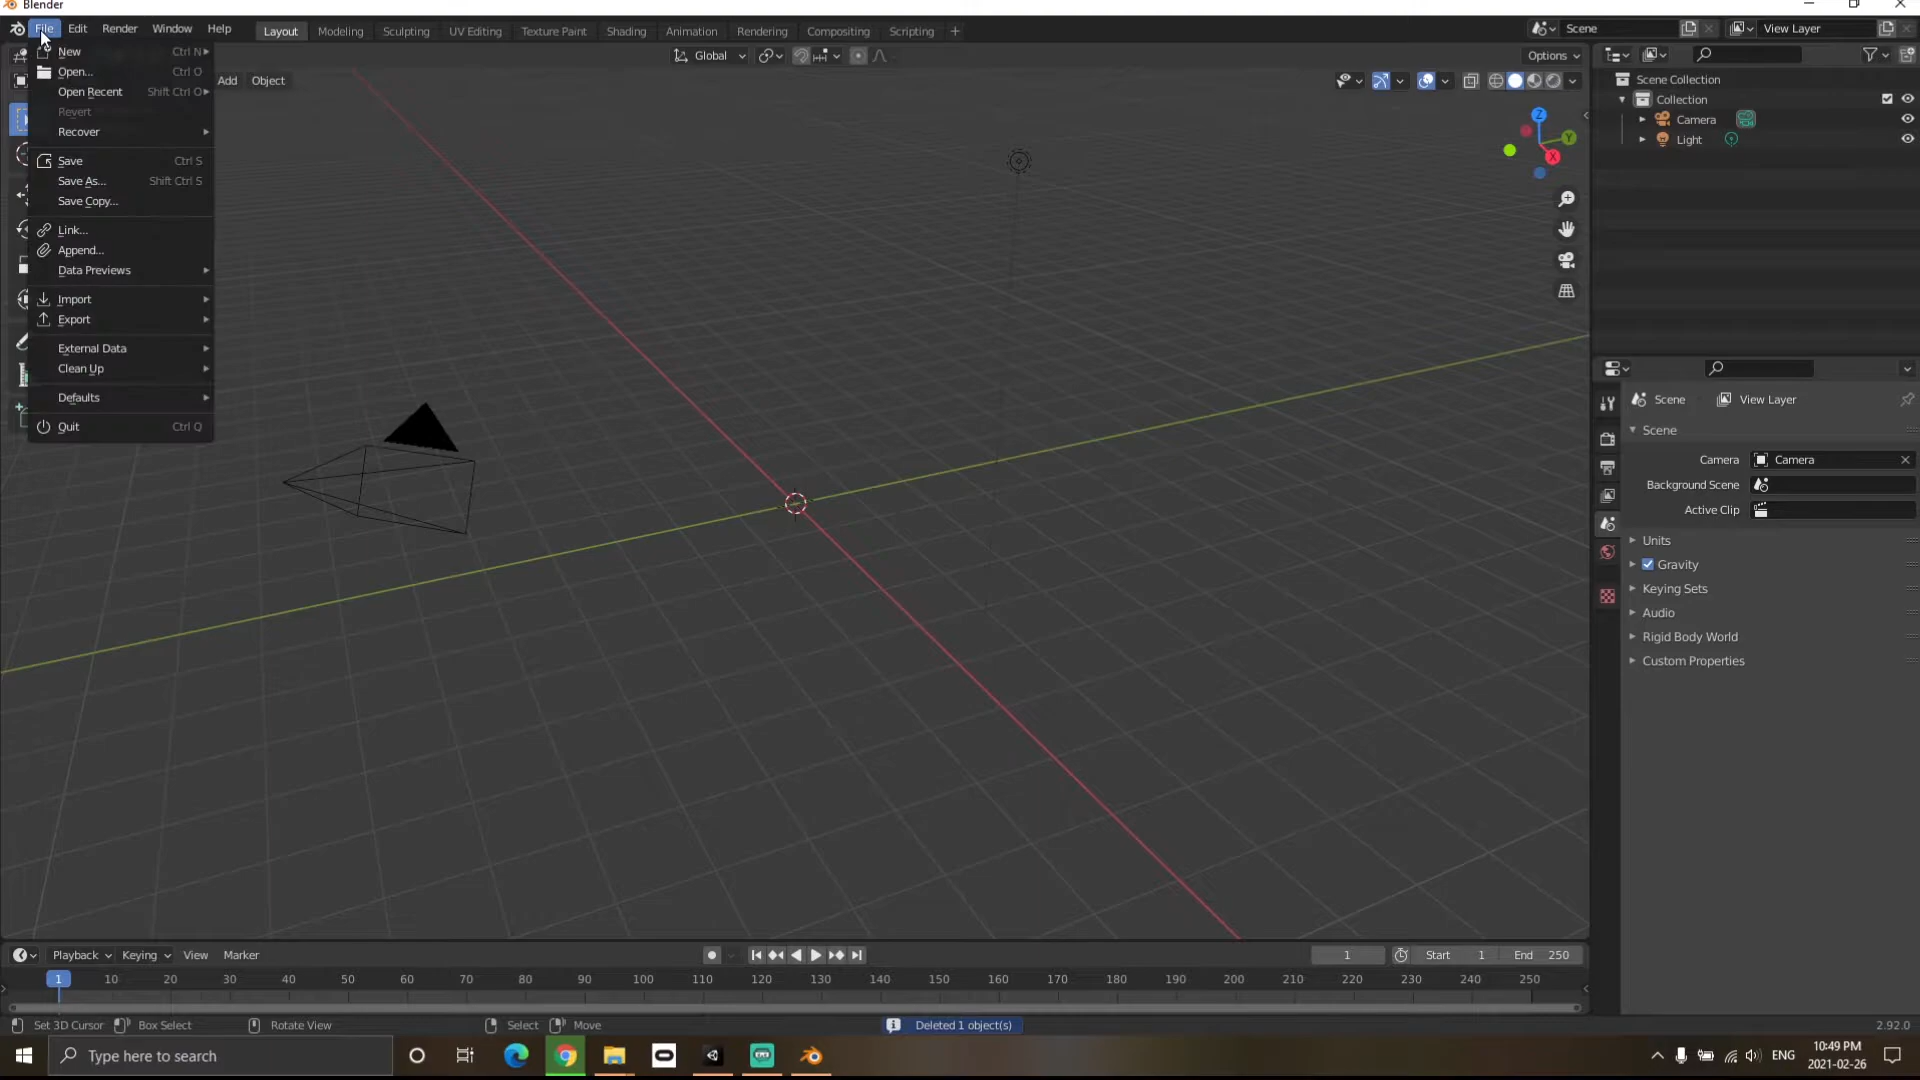 Blender
File Edit Render Window Help Layout Modeling Sculpting UV Editing Texture Paint Shading Animation Rendering Compositing Scripting + Scene View Layer
New Ctrl N
Open... Ctrl O
Open Recent Shift Ctrl O
Revert
Recover
Save Ctrl S
Save As... Shift Ctrl S
Save Copy...
Link...
Append...
Data Previews
Import
Export
External Data
Clean Up
Defaults
Quit Ctrl Q
Add Object
Global
Options
Z
Y
X
Scene Collection
Collection
Camera
Light
Scene View Layer
Scene
Camera Camera
Background Scene
Active Clip
Units
Gravity
Keying Sets
Audio
Rigid Body World
Custom Properties
Playback Keying View Marker 1 Start 1 End 250
1 10 20 30 40 50 60 70 80 90 100 110 120 130 140 150 160 170 180 190 200 210 220 230 240 250
Set 3D Cursor Box Select Rotate View Select Move Deleted 1 object(s) 2.92.0
Type here to search
ENG
10:49 PM
2021-02-26